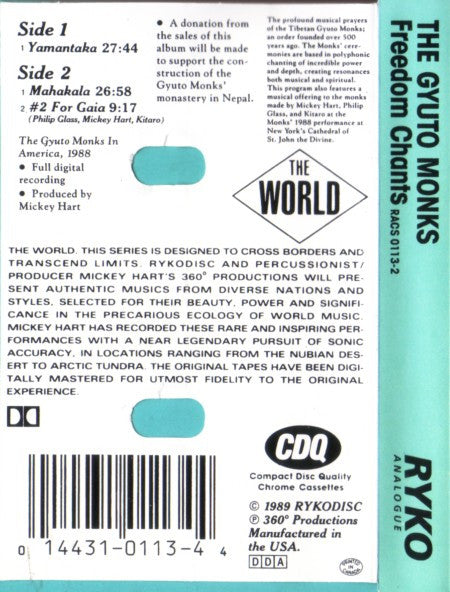 Side 1
1 Yamantaka 27:44
Side 2
1 Mahakala 26:58
2 #2 For Gaia 9:17
(Philip Glass, Mickey Hart, Kitaro)
The Gyuto Monks In
America, 1988
• Full digital
recording
• Produced by
Mickey Hart
• A donation from
the sales of this
album will be made
to support the con-
struction of the
Gyuto Monks'
monastery in Nepal.
The profound musical prayers
of the Tibetan Gyuto Monks;
an order founded over 500
years ago. The Monks' cere-
monies are based in polyphonic
chanting of incredible power
and depth, creating resonances
both musical and spiritual.
This program also features a
musical offering to the monks
made by Mickey Hart, Philip
Glass, and Kitaro at the
Monks' 1988 performance at
New York's Cathedral of
St. John the Divine.
THE
WORLD
THE WORLD. THIS SERIES IS DESIGNED TO CROSS BORDERS AND
TRANSCEND LIMITS. RYKODISC AND PERCUSSIONIST/
PRODUCER MICKEY HART'S 360° PRODUCTIONS WILL PRE-
SENT AUTHENTIC MUSICS FROM DIVERSE NATIONS AND
STYLES, SELECTED FOR THEIR BEAUTY, POWER AND SIGNIFI-
CANCE IN THE PRECARIOUS ECOLOGY OF WORLD MUSIC.
MICKEY HART HAS RECORDED THESE RARE AND INSPIRING PER-
FORMANCES WITH A NEAR LEGENDARY PURSUIT OF SONIC
ACCURACY, IN LOCATIONS RANGING FROM THE NUBIAN DES-
ERT TO ARCTIC TUNDRA. THE ORIGINAL TAPES HAVE BEEN DIGI-
TALLY MASTERED FOR UTMOST FIDELITY TO THE ORIGINAL
EXPERIENCE.
0 14431-0113-4 4
CDQ
Compact Disc Quality
Chrome Cassettes
© 1989 RYKODISC
℗ 360° Productions
Manufactured in
the USA.
DDA
PRINTED IN CANADA
THE GYUTO MONKS
Freedom Chants RACS 0113-2
RYKO
ANALOGUE